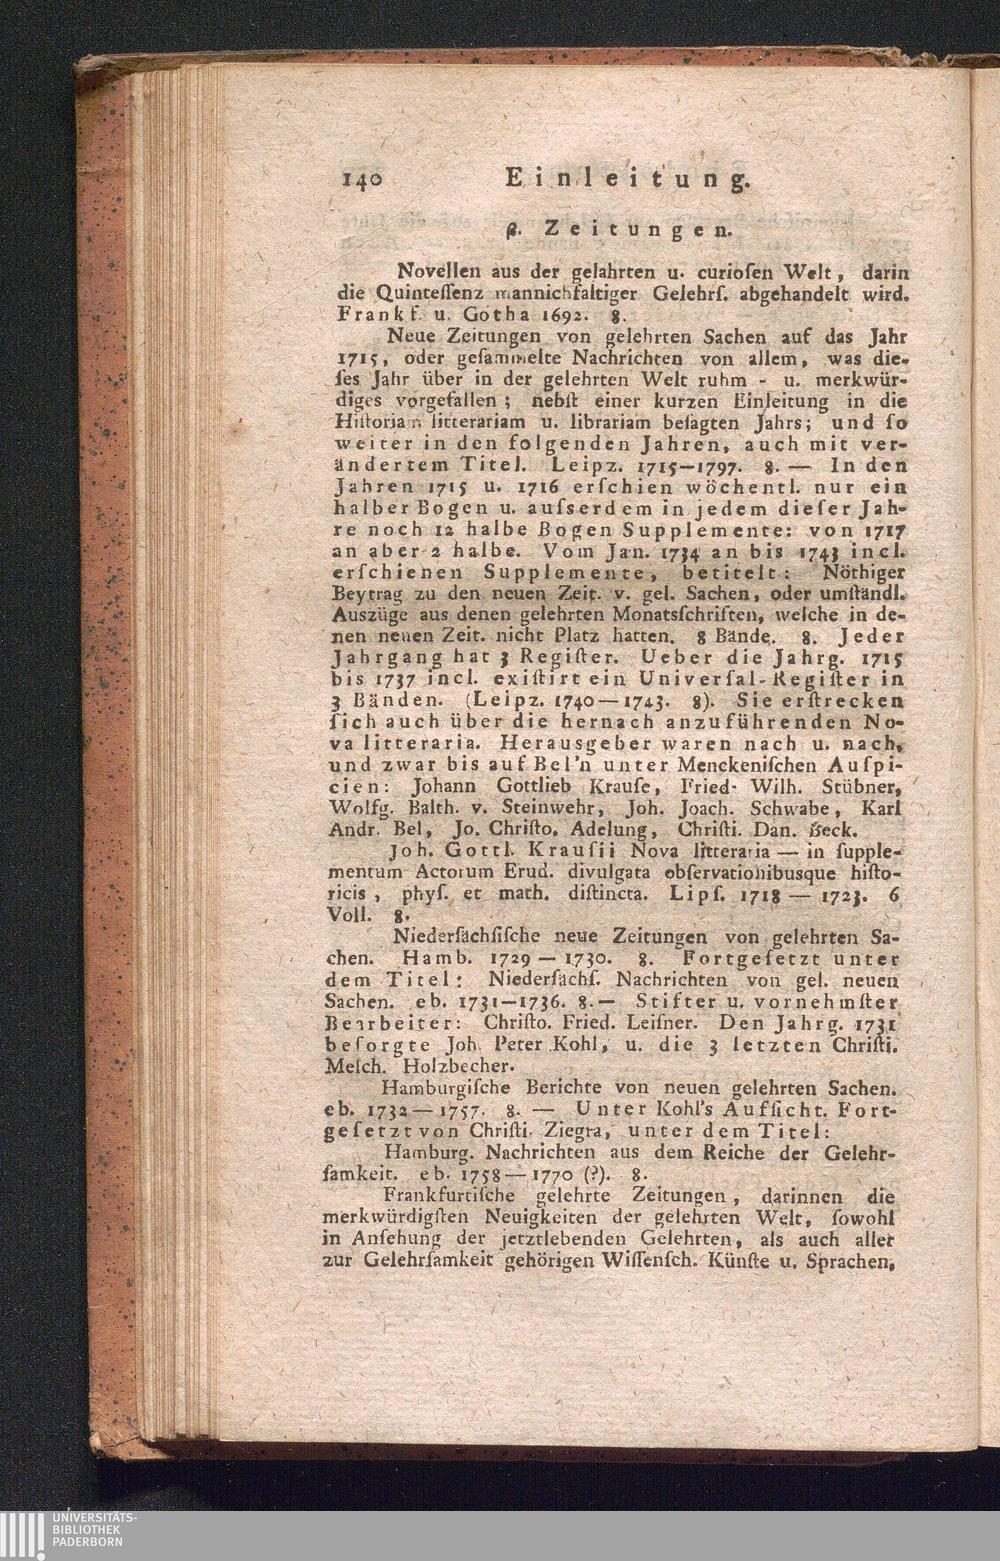 140 Einleitung.
β. Zeitungen.
Novellen aus der gelahrten u. curioſen Welt, darin
die Quinteſſenz mannichfaltiger Gelehrſ. abgehandelt wird.
Frankf. u. Gotha 1692. 8.
Neue Zeitungen von gelehrten Sachen auf das Jahr
1715, oder geſammelte Nachrichten von allem, was die-
ſes Jahr über in der gelehrten Welt ruhm - u. merkwür-
diges vorgefallen; nebſt einer kurzen Einleitung in die
Hiſtoriam litterariam u. librariam beſagten Jahrs; und ſo
weiter in den folgenden Jahren, auch mit ver-
ändertem Titel. Leipz. 1715—1797. 8. — In den
Jahren 1715 u. 1716 erſchien wöchentl. nur ein
halber Bogen u. auſserdem in jedem dieſer Jah-
re noch 12 halbe Bogen Supplemente: von 1717
an aber 2 halbe. Vom Jan. 1734 an bis 1743 incl.
erſchienen Supplemente, betitelt: Nöthiger
Beytrag zu den neuen Zeit. v. gel. Sachen, oder umſtändl.
Auszüge aus denen gelehrten Monatsſchriften, welche in de-
nen neuen Zeit. nicht Platz hatten. 8 Bände. 8. Jeder
Jahrgang hat 3 Regiſter. Ueber die Jahrg. 1715
bis 1737 incl. exiſtirt ein Univerſal-Regiſter in
3 Bänden. (Leipz. 1740—1743. 8). Sie erſtrecken
ſich auch über die hernach anzuführenden No-
va litteraria. Herausgeber waren nach u. nach,
und zwar bis auf Bel'n unter Menckeniſchen Auſpi-
cien: Johann Gottlieb Krauſe, Fried. Wilh. Stübner,
Wolfg. Balth. v. Steinwehr, Joh. Joach. Schwabe, Karl
Andr. Bel, Jo. Chriſto. Adelung, Chriſti. Dan. Beck.
Joh. Gottl. Krauſii Nova litteraria — in ſupple-
mentum Actorum Erud. divulgata obſervationibusque hiſto-
ricis, phyſ. et math. diſtincta. Lipſ. 1718 — 1723. 6
Voll. 8.
Niederſächſiſche neue Zeitungen von gelehrten Sa-
chen. Hamb. 1729 — 1730. 8. Fortgeſetzt unter
dem Titel: Niederſächſ. Nachrichten von gel. neuen
Sachen. eb. 1731—1736. 8. — Stifter u. vornehmſter
Bearbeiter: Chriſto. Fried. Leiſner. Den Jahrg. 1731
beſorgte Joh. Peter Kohl, u. die 3 letzten Chriſti.
Melch. Holzbecher.
Hamburgiſche Berichte von neuen gelehrten Sachen.
eb. 1732 — 1757. 8. — Unter Kohl's Aufſicht. Fort-
geſetzt von Chriſti. Ziegra, unter dem Titel:
Hamburg. Nachrichten aus dem Reiche der Gelehr-
ſamkeit. eb. 1758 — 1770 (?). 8.
Frankfurtiſche gelehrte Zeitungen, darinnen die
merkwürdigſten Neuigkeiten der gelehrten Welt, ſowohl
in Anſehung der jetztlebenden Gelehrten, als auch aller
zur Gelehrſamkeit gehörigen Wiſſenſch. Künſte u. Sprachen,
UNIVERSITÄTS-
BIBLIOTHEK
PADERBORN